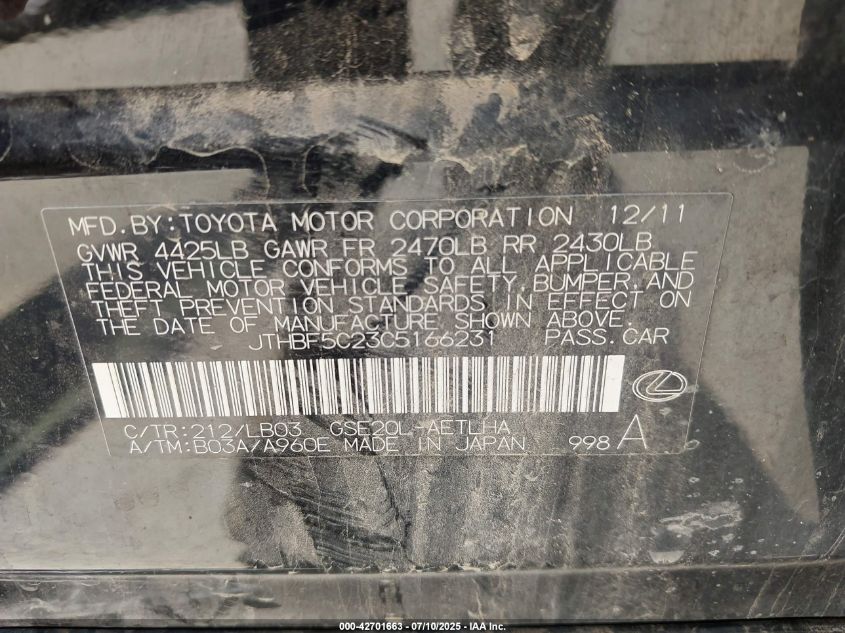 MFD.BY:TOYOTA MOTOR CORPORATION 12/11
GVWR 4425LB GAWR FR 2470LB RR 2430LB
THIS VEHICLE CONFORMS TO ALL APPLICABLE
FEDERAL MOTOR VEHICLE SAFETY,BUMPER,AND
THEFT PREVENTION STANDARDS IN EFFECT ON
THE DATE OF MANUFACTURE SHOWN ABOVE.
JTHBF5C23C5166231 PASS.CAR
C/TR:212/LB03 GSE20L-AETLHA
A/TM:B03A/A960E MADE IN JAPAN 998 A
000-42701663 - 07/10/2025 - IAA Inc.